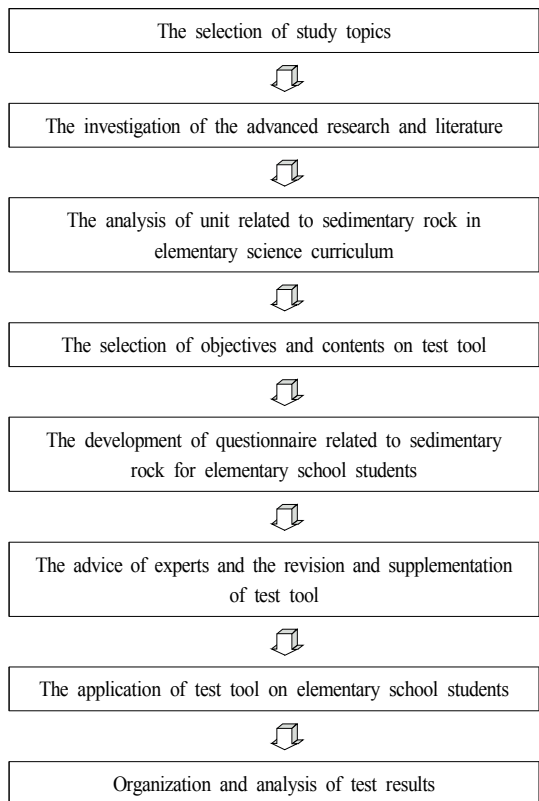 The selection of study topics
The investigation of the advanced research and literature
The analysis of unit related to sedimentary rock in
elementary science curriculum
The selection of objectives and contents on test tool
The development of questionnaire related to sedimentary
rock for elementary school students
The advice of experts and the revision and supplementation
of test tool
The application of test tool on elementary school students
Organization and analysis of test results